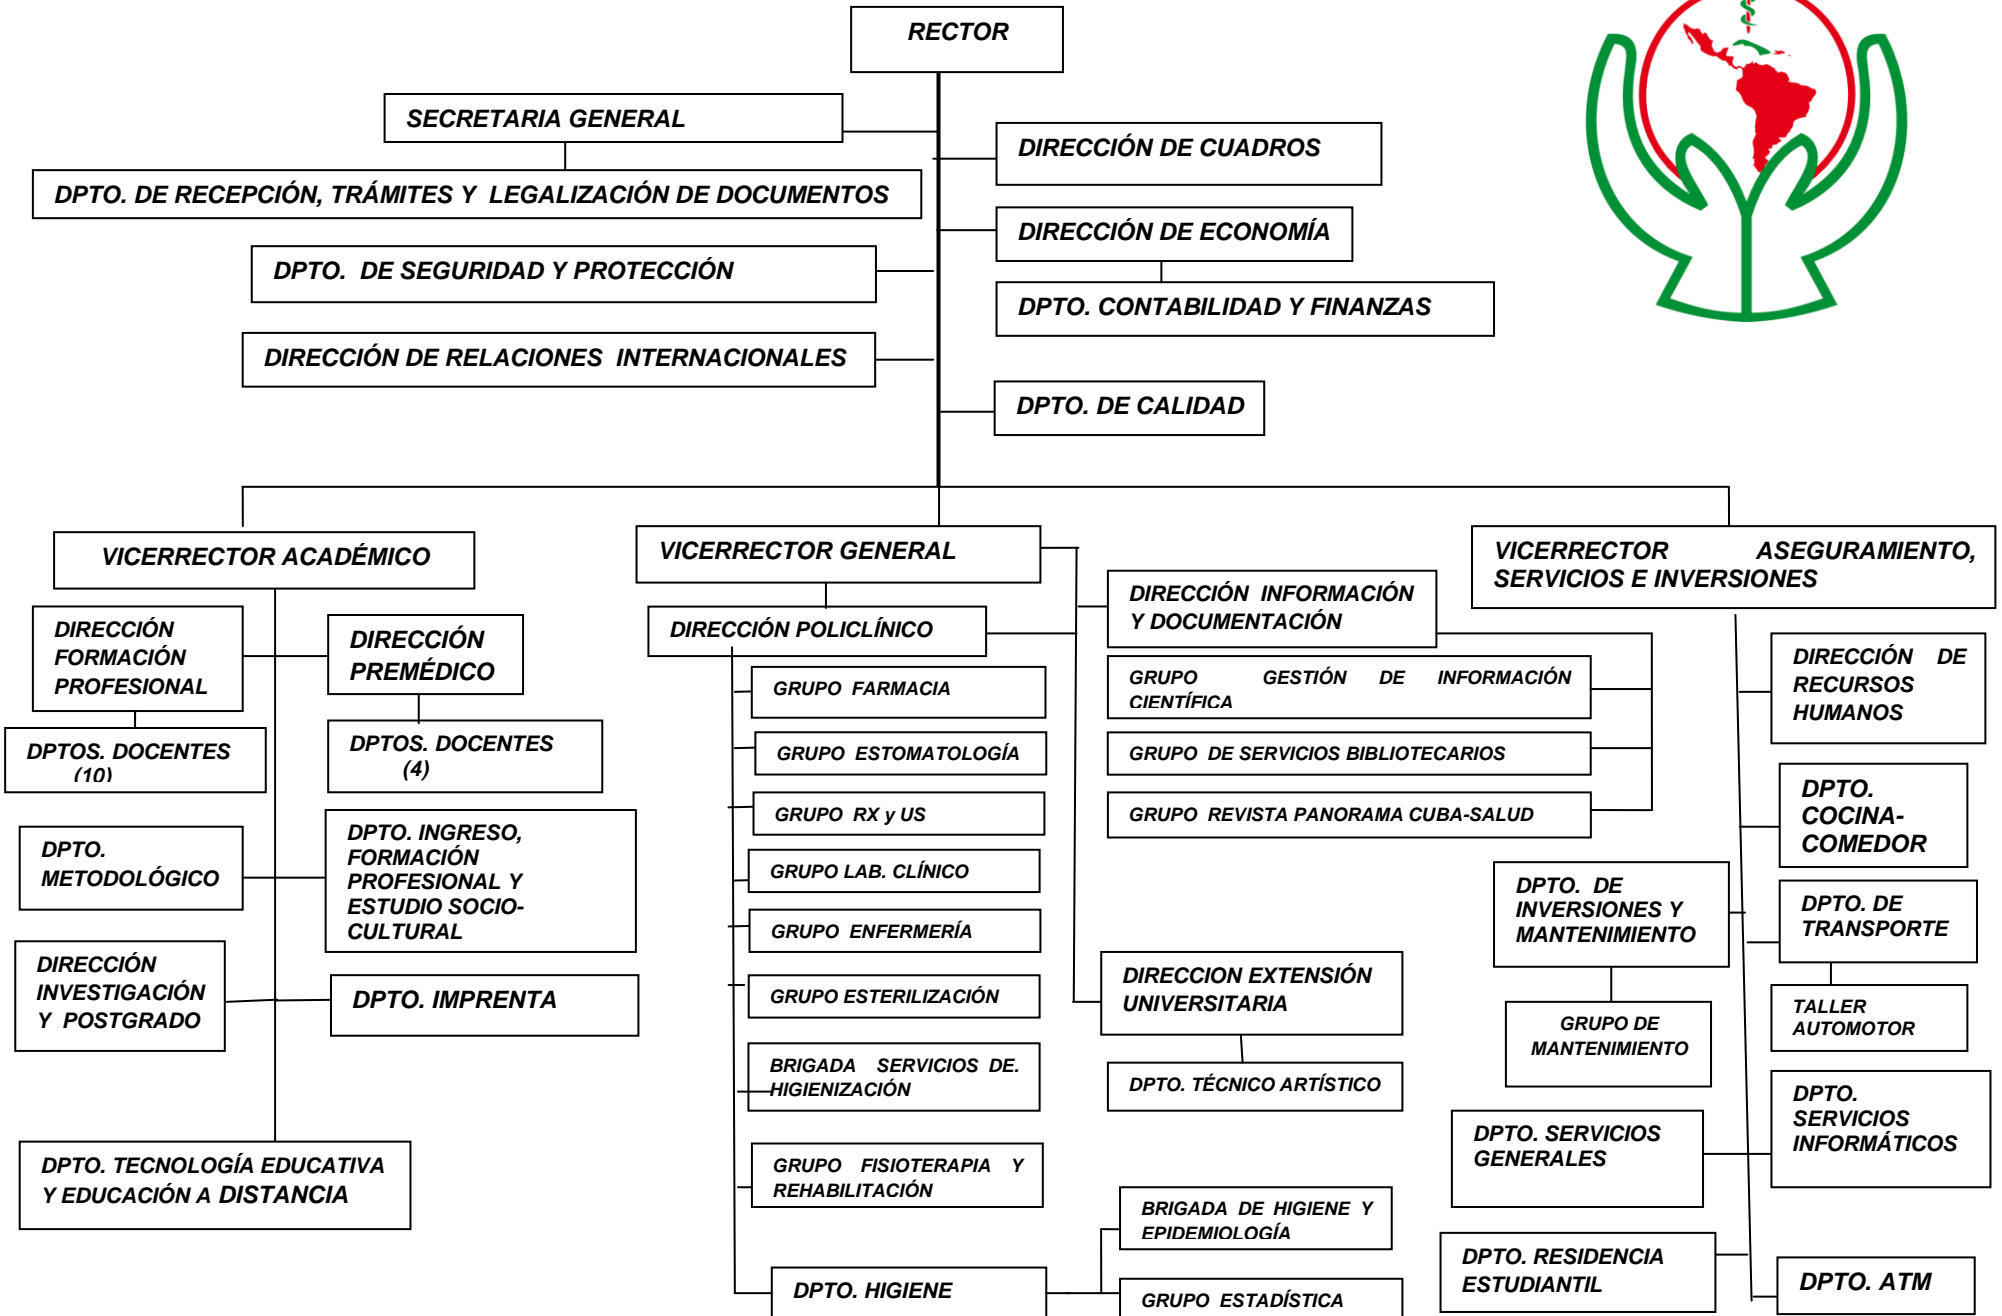 RECTOR
SECRETARIA GENERAL
DIRECCIÓN DE CUADROS
DPTO. DE RECEPCIÓN, TRÁMITES Y LEGALIZACIÓN DE DOCUMENTOS
DIRECCIÓN DE ECONOMÍA
DPTO. DE SEGURIDAD Y PROTECCIÓN
DPTO. CONTABILIDAD Y FINANZAS
DIRECCIÓN DE RELACIONES INTERNACIONALES
DPTO. DE CALIDAD
VICERRECTOR ACADÉMICO
DIRECCIÓN
FORMACIÓN
PROFESIONAL
DIRECCIÓN
PREMÉDICO
DPTOS. DOCENTES
(10)
DPTOS. DOCENTES
(4)
DPTO.
METODOLÓGICO
DPTO. INGRESO,
FORMACIÓN
PROFESIONAL Y
ESTUDIO SOCIO-
CULTURAL
DIRECCIÓN
INVESTIGACIÓN
Y POSTGRADO
DPTO. IMPRENTA
DPTO. TECNOLOGÍA EDUCATIVA
Y EDUCACIÓN A DISTANCIA
VICERRECTOR GENERAL
DIRECCIÓN POLICLÍNICO
GRUPO FARMACIA
GRUPO ESTOMATOLOGÍA
GRUPO RX y US
GRUPO LAB. CLÍNICO
GRUPO ENFERMERÍA
GRUPO ESTERILIZACIÓN
BRIGADA SERVICIOS DE.
HIGIENIZACIÓN
GRUPO FISIOTERAPIA Y
REHABILITACIÓN
DPTO. HIGIENE
BRIGADA DE HIGIENE Y
EPIDEMIOLOGÍA
GRUPO ESTADÍSTICA
DIRECCIÓN INFORMACIÓN
Y DOCUMENTACIÓN
GRUPO GESTIÓN DE INFORMACIÓN
CIENTÍFICA
GRUPO DE SERVICIOS BIBLIOTECARIOS
GRUPO REVISTA PANORAMA CUBA-SALUD
DIRECCION EXTENSIÓN
UNIVERSITARIA
DPTO. TÉCNICO ARTÍSTICO
VICERRECTOR ASEGURAMIENTO,
SERVICIOS E INVERSIONES
DIRECCIÓN DE
RECURSOS
HUMANOS
DPTO.
COCINA-
COMEDOR
DPTO. DE
INVERSIONES Y
MANTENIMIENTO
DPTO. DE
TRANSPORTE
GRUPO DE
MANTENIMIENTO
TALLER
AUTOMOTOR
DPTO.
SERVICIOS
INFORMÁTICOS
DPTO. SERVICIOS
GENERALES
DPTO. RESIDENCIA
ESTUDIANTIL
DPTO. ATM